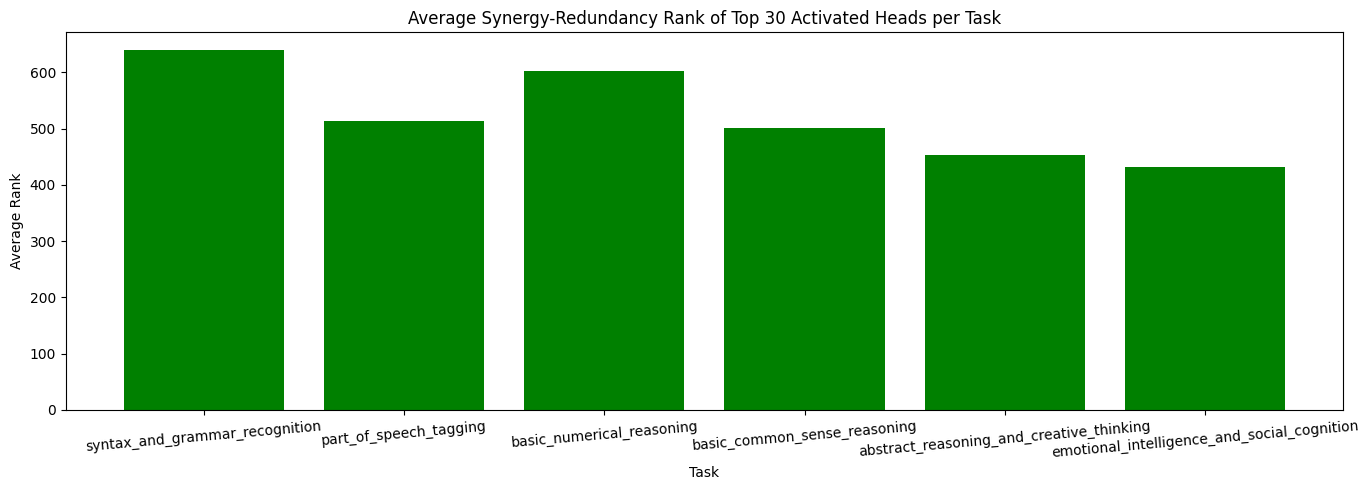 Average Synergy-Redundancy Rank of Top 30 Activated Heads per Task
Average Rank
600
500
400
300
200
100
0
syntax_and_grammar_recognition
part_of_speech_tagging
basic_numerical_reasoning
basic_common_sense_reasoning
abstract_reasoning_and_creative_thinking
emotional_intelligence_and_social_cognition
Task